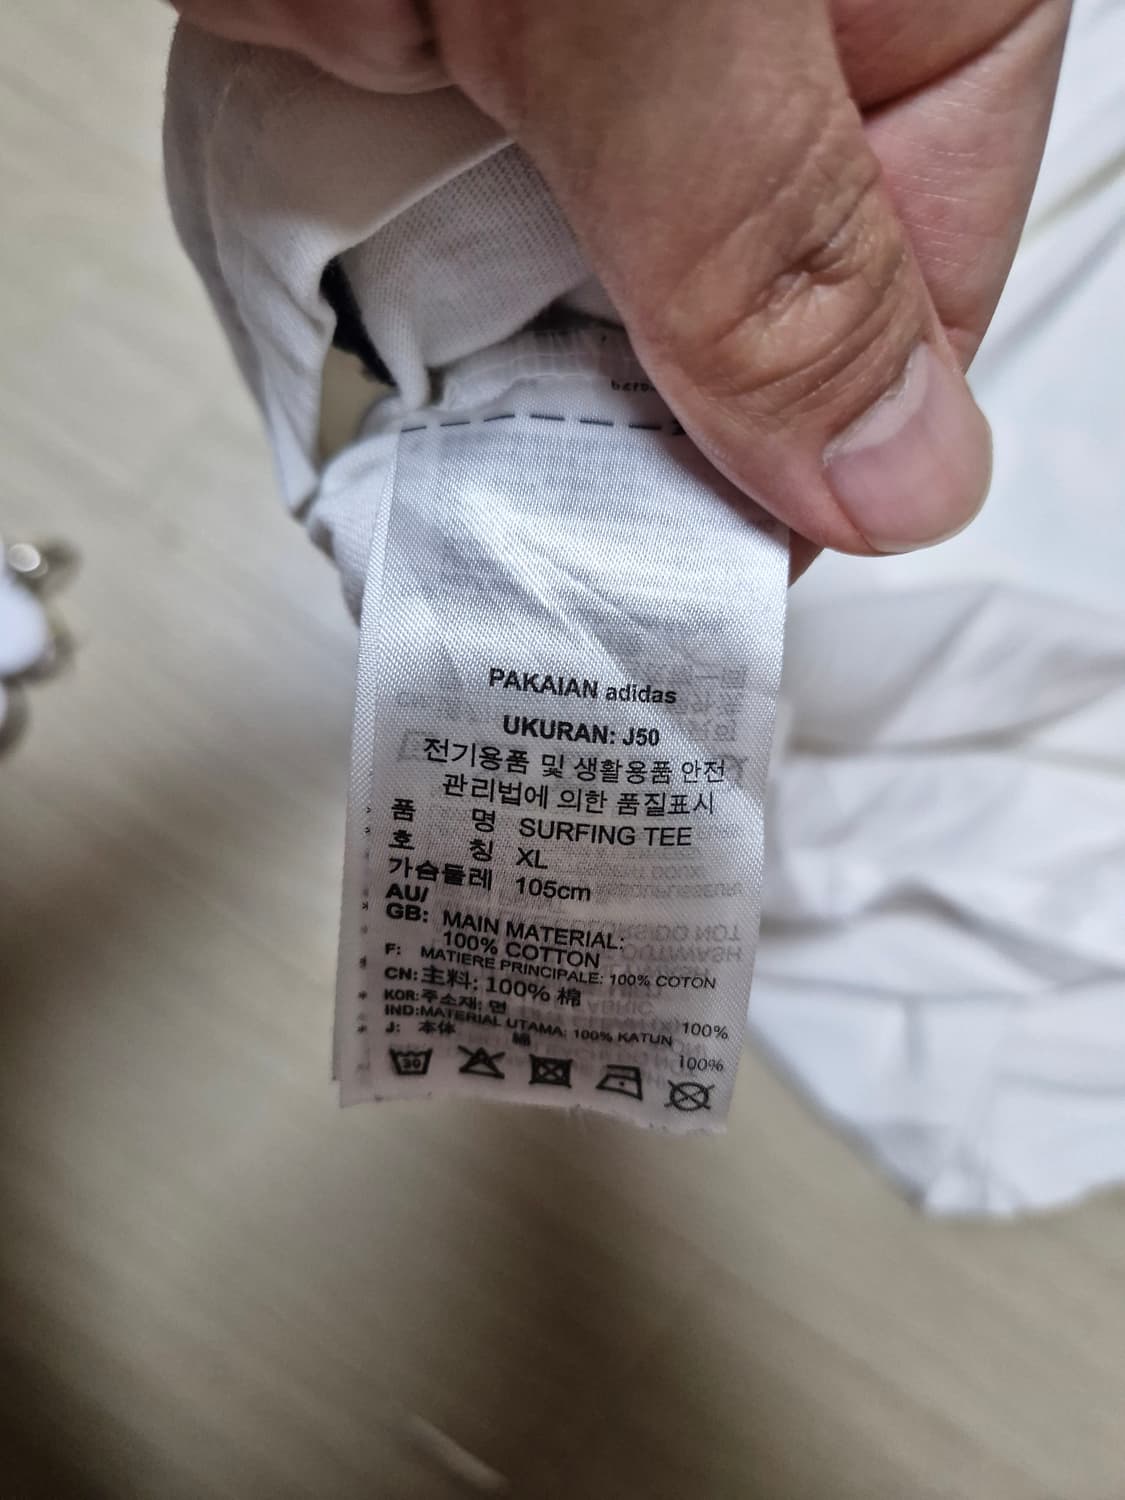 PAKAIAN adidas
UKURAN: J50
전기용품 및 생활용품 안전
관리법에 의한 품질표시
품 명 SURFING TEE
호 칭 XL
가슴둘레 105cm
AU/
GB: MAIN MATERIAL:
100% COTTON
F: MATIERE PRINCIPALE: 100% COTON
CN: 主料: 100% 棉
KOR: 주소재: 면 100%
IND: MATERIAL UTAMA: 100% KATUN
J: 本体 綿 100%
30